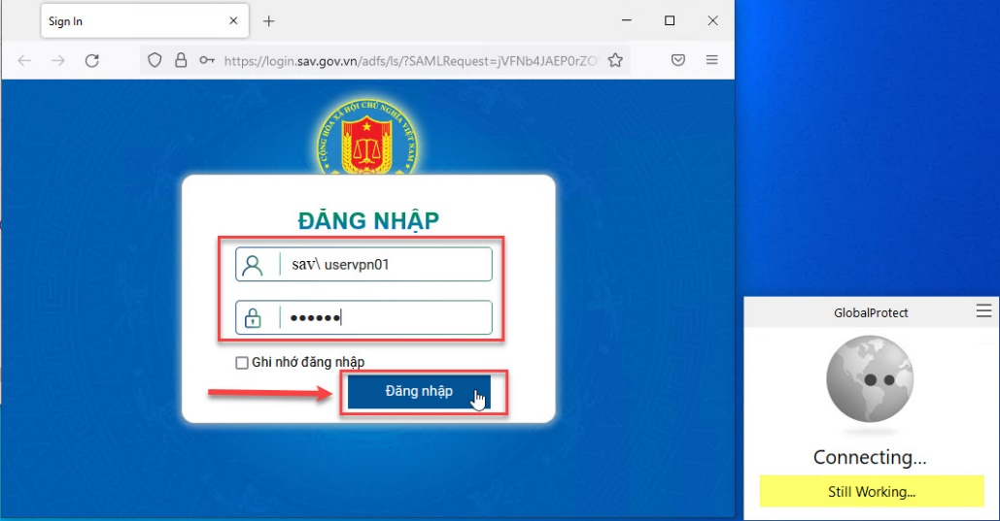 Sign In
https://login.sav.gov.vn/adfs/ls/?SAMLRequest=jVFNb4JAEP0rZO
CỘNG HÒA XÃ HỘI CHỦ NGHĨA VIỆT NAM
ĐĂNG NHẬP
sav\ uservpn01
••••••
Ghi nhớ đăng nhập
Đăng nhập
GlobalProtect
Connecting...
Still Working...